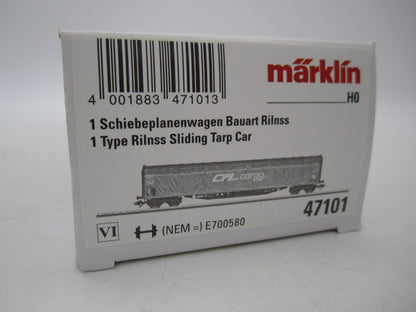 4 001883 471013
märklin
H0
1 Schiebeplanenwagen Bauart Rilnss
1 Type Rilnss Sliding Tarp Car
CFL cargo
VI (NEM =) E700580
47101